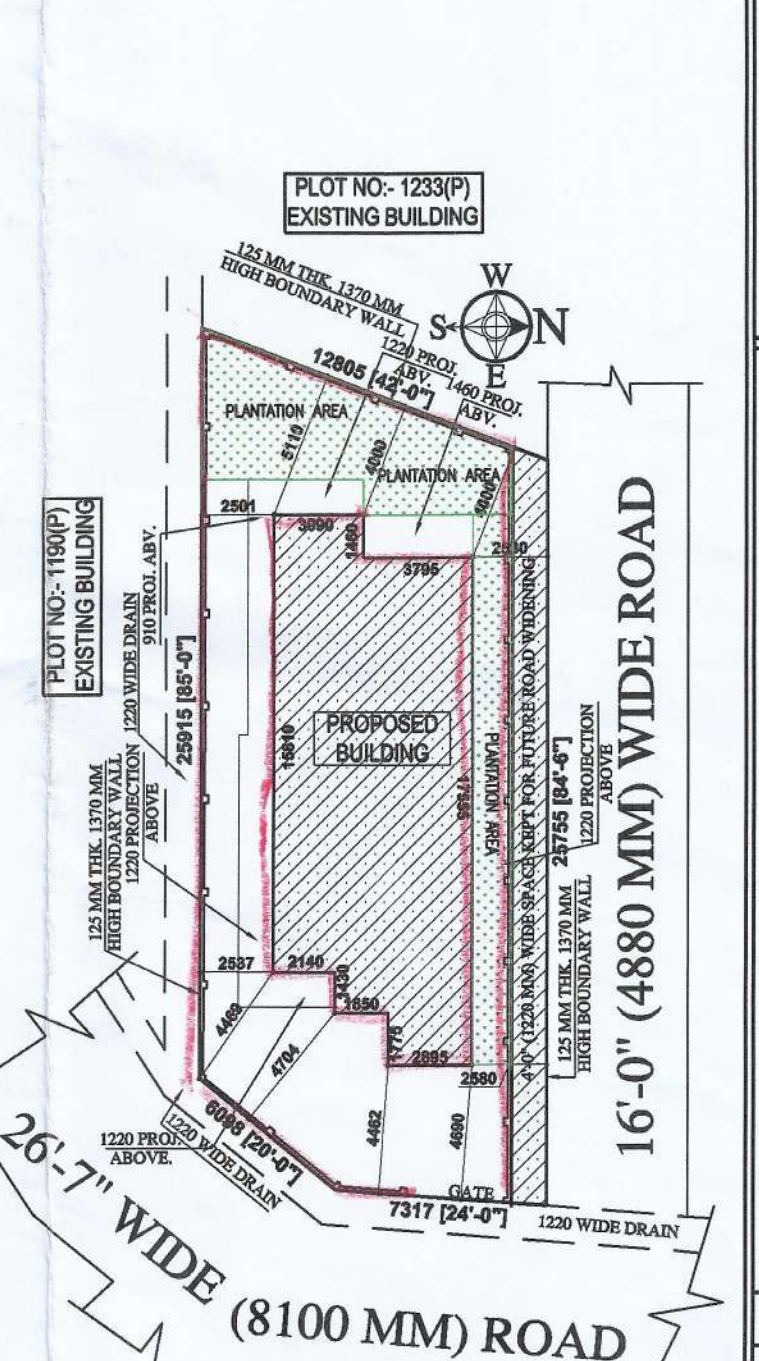 PLOT NO:- 1233(P)
EXISTING BUILDING
125 MM THK. 1370 MM
HIGH BOUNDARY WALL
W
S
N
E
1220 PROJ.
ABV.
1460 PROJ.
ABV.
12805 [42'-0"]
PLANTATION AREA
5110
4000
PLANTATION AREA
2501
3090
1460
3795
PLOT NO:- 1190(P)
EXISTING BUILDING
1220 WIDE DRAIN
910 PROJ. ABV.
25915 [85'-0"]
125 MM THK. 1370 MM
HIGH BOUNDARY WALL
1220 PROJECTION
ABOVE
PROPOSED
BUILDING
15810
PLANTATION AREA
4'-0" (1220 MM) WIDE SPACE KEPT FOR FUTURE ROAD WIDENING
25755 [84'-6"]
1220 PROJECTION
ABOVE
125 MM THK. 1370 MM
HIGH BOUNDARY WALL
16'-0" (4880 MM) WIDE ROAD
2537
2140
1430
1650
1775
2895
2580
4469
4704
4462
4690
6098 [20'-0"]
1220 PROJ.
ABOVE.
1220 WIDE DRAIN
GATE
7317 [24'-0"]
1220 WIDE DRAIN
26'-7" WIDE (8100 MM) ROAD